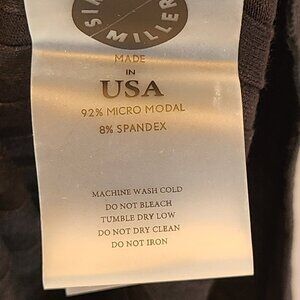 MILLER
MADE
IN
USA
92% MICRO MODAL
8% SPANDEX
MACHINE WASH COLD
DO NOT BLEACH
TUMBLE DRY LOW
DO NOT DRY CLEAN
DO NOT IRON